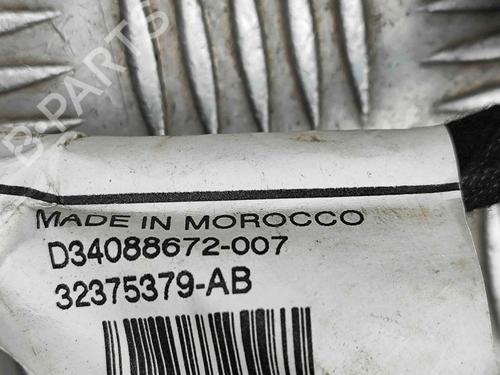 B-PARTS
MADE IN MOROCCO
D34088672-007
32375379-AB